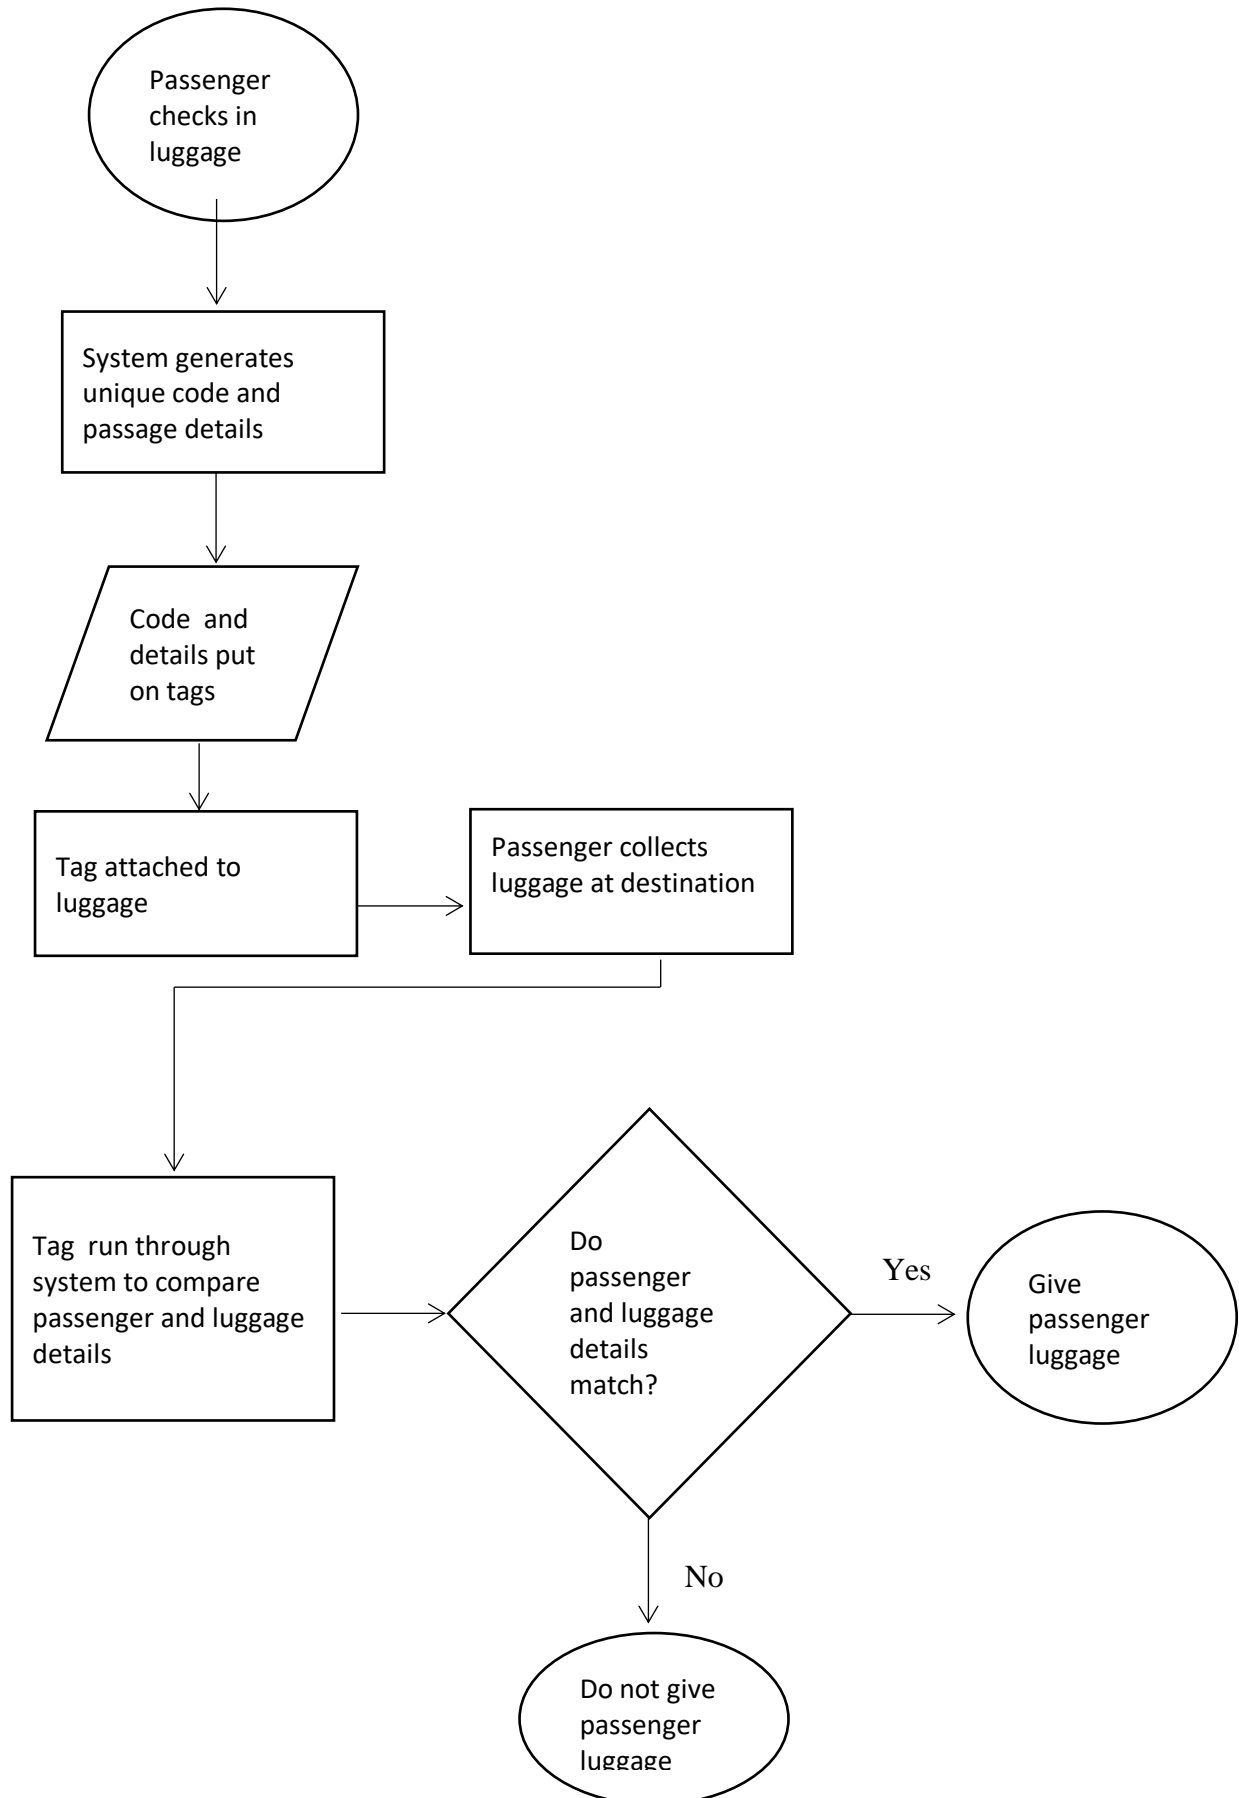 Passenger
checks in
luggage
System generates
unique code and
passage details
Code  and
details put
on tags
Tag attached to
luggage
Passenger collects
luggage at destination
Tag  run through
system to compare
passenger and luggage
details
Do
passenger
and luggage
details
match?
Yes
Give
passenger
luggage
No
Do not give
passenger
luggage